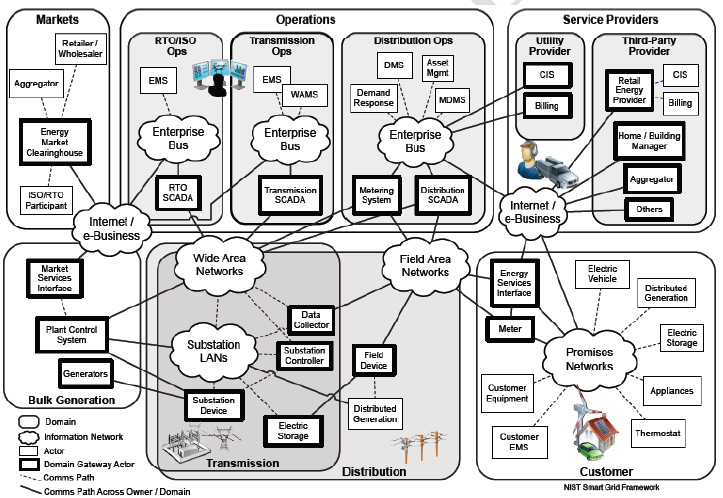 Markets
Operations
Service Providers
Retailer /
Wholesaler
Aggregator
Energy
Market
Clearinghouse
ISO/RTO
Participant
RTO/ISO
Ops
EMS
Enterprise
Bus
RTO
SCADA
Transmission
Ops
EMS
WAMS
Enterprise
Bus
Transmission
SCADA
Distribution Ops
DMS
Asset
Mgmt
Demand
Response
MDMS
Enterprise
Bus
Metering
System
Distribution
SCADA
Utility
Provider
CIS
Billing
Third-Party
Provider
Retail
Energy
Provider
CIS
Billing
Home / Building
Manager
Aggregator
Others
Internet /
e-Business
Internet /
e-Business
Market
Services
Interface
Plant Control
System
Generators
Bulk Generation
Wide Area
Networks
Field Area
Networks
Substation
LANs
Data
Collector
Substation
Controller
Field
Device
Substation
Device
Electric
Storage
Distributed
Generation
Transmission
Distribution
Energy
Services
Interface
Meter
Electric
Vehicle
Distributed
Generation
Electric
Storage
Premises
Networks
Appliances
Customer
Equipment
Thermostat
Customer
EMS
Customer
Domain
Information Network
Actor
Domain Gateway Actor
Comms Path
Comms Path Across Owner / Domain
NIST Smart Grid Framework